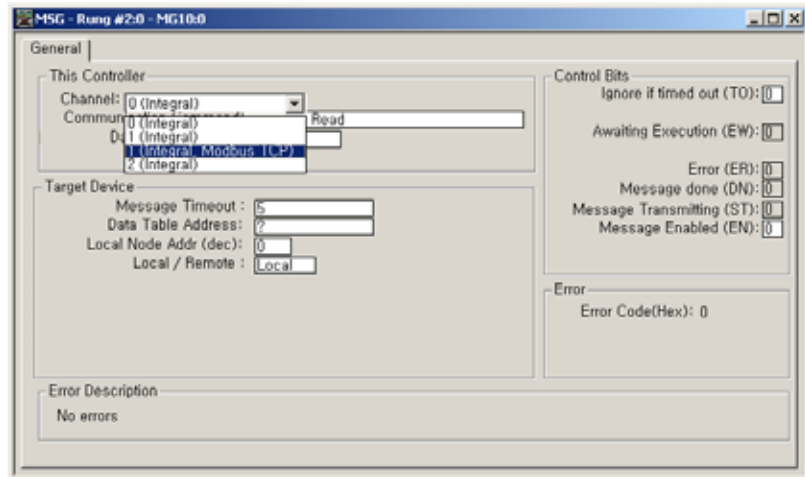 MSG - Rung #2:0 - MG10:0
General
This Controller
Channel: 0 (Integral)
0 (Integral)
1 (Integral)
1 (Integral, Modbus TCP)
2 (Integral)
Read
Target Device
Message Timeout : 5
Data Table Address: ?
Local Node Addr (dec): 0
Local / Remote : Local
Control Bits
Ignore if timed out (TO): 0
Awaiting Execution (EW): 0
Error (ER): 0
Message done (DN): 0
Message Transmitting (ST): 0
Message Enabled (EN): 0
Error
Error Code(Hex): 0
Error Description
No errors